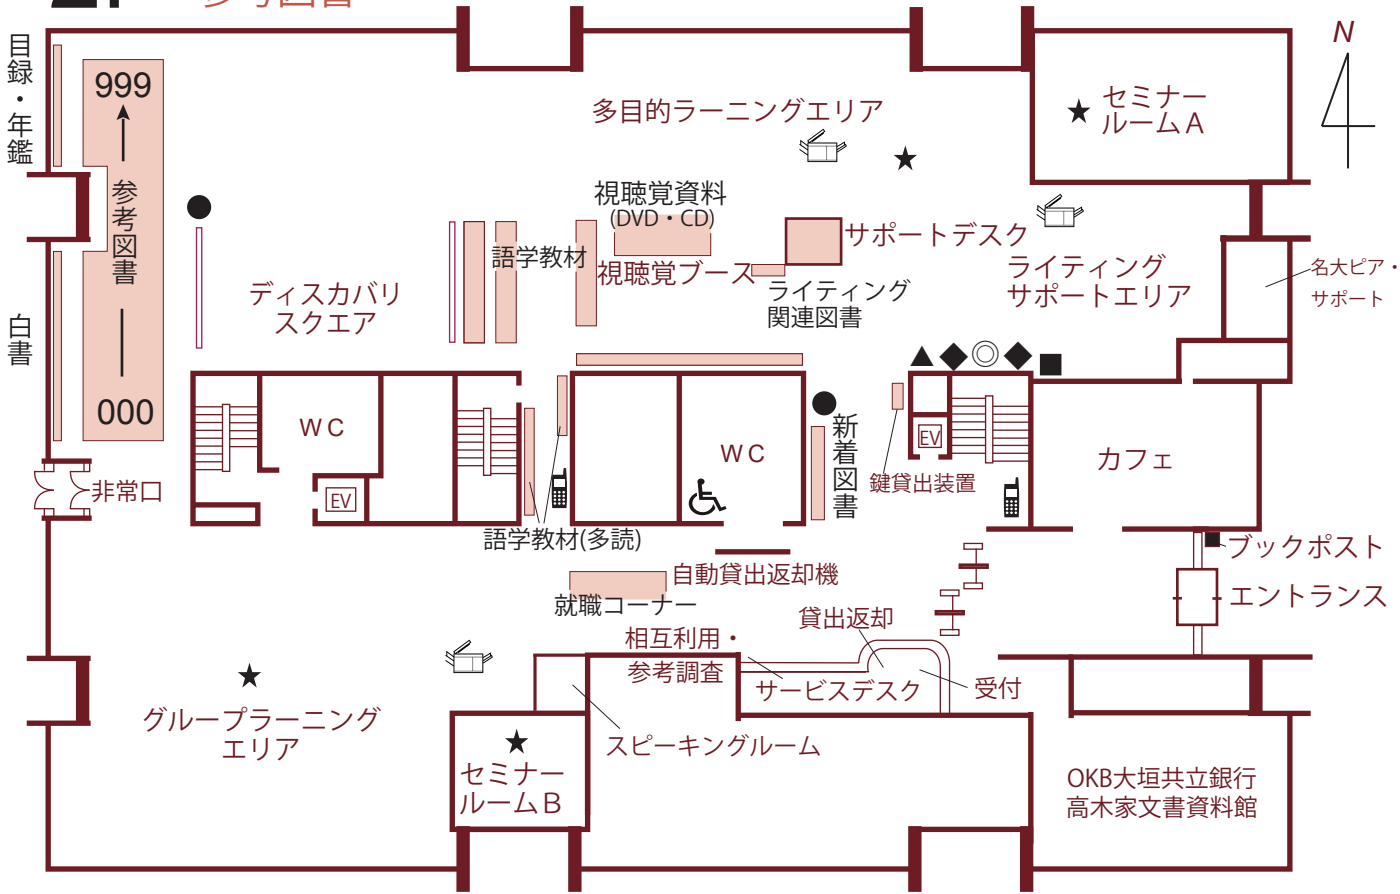 2F
参考図書
目録・年鑑
999
参考図書
000
白書
非常口
多目的ラーニングエリア
セミナー
ルームA
N
視聴覚資料
(DVD・CD)
視聴覚ブース
語学教材
サポートデスク
ライティング
関連図書
ライティング
サポートエリア
名大ピア・
サポート
ディスカバリ
スクエア
WC
EV
WC
新着図書
EV
鍵貸出装置
カフェ
語学教材(多読)
自動貸出返却機
就職コーナー
ブックポスト
エントランス
相互利用・
参考調査
貸出返却
サービスデスク
受付
スピーキングルーム
グループラーニング
エリア
セミナー
ルームB
OKB大垣共立銀行
高木家文書資料館